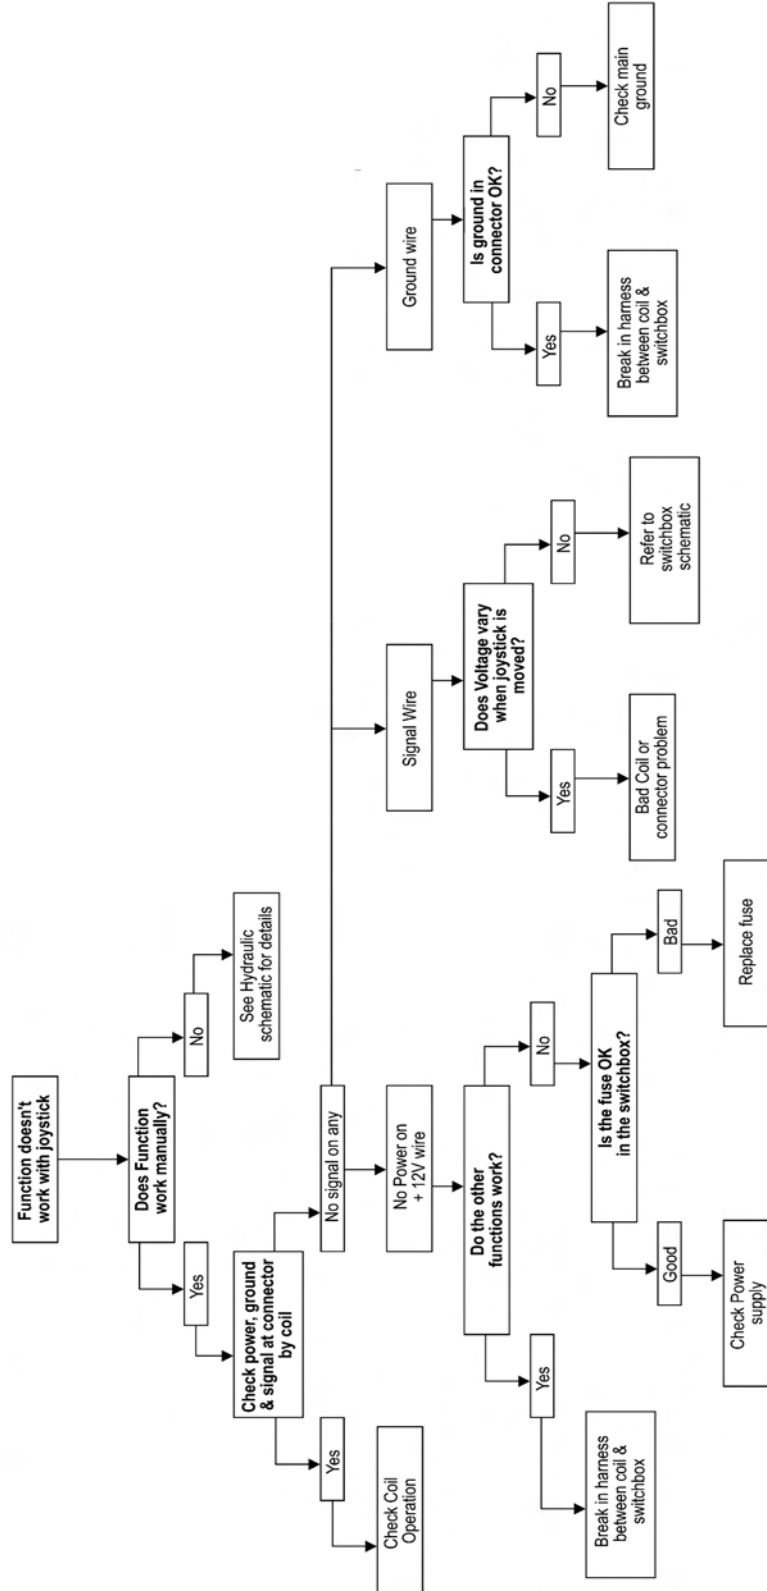 Function doesn't
work with joystick
Does Function
work manually?
Yes
No
Check power, ground
& signal at connector
by coil
See Hydraulic
schematic for details
Yes
No signal on any
Check Coil
Operation
No Power on
+ 12V wire
Signal Wire
Ground wire
Do the other
functions work?
Does Voltage vary
when joystick is
moved?
Is ground in
connector OK?
Yes
No
Yes
No
Yes
No
Break in harness
between coil &
switchbox
Is the fuse OK
in the switchbox?
Bad Coil or
connector problem
Refer to
switchbox
schematic
Break in harness
between coil &
switchbox
Check main
ground
Good
Bad
Check Power
supply
Replace fuse